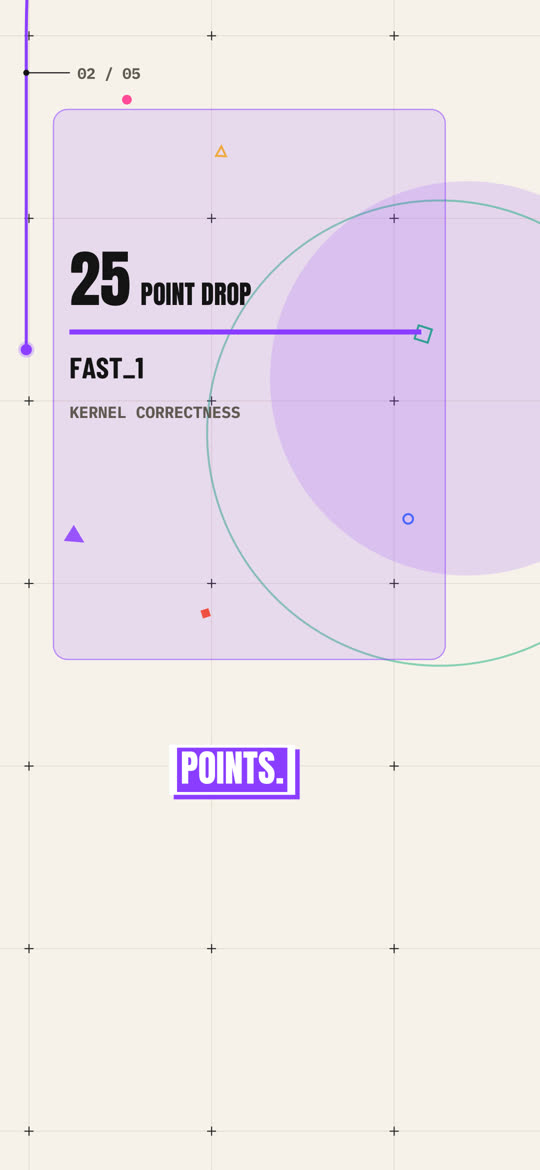 02 / 05
25 POINT DROP
FAST_1
KERNEL CORRECTNESS
POINTS.